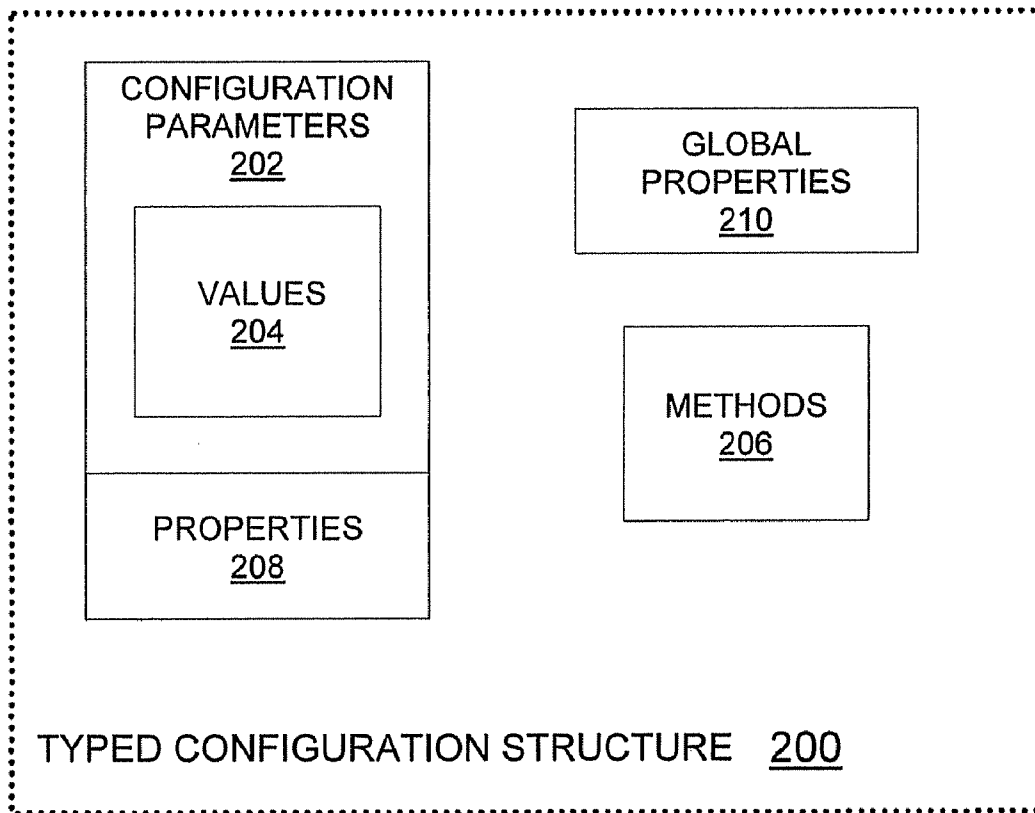 CONFIGURATION
PARAMETERS
202
VALUES
204
PROPERTIES
208
GLOBAL
PROPERTIES
210
METHODS
206
TYPED CONFIGURATION STRUCTURE 200